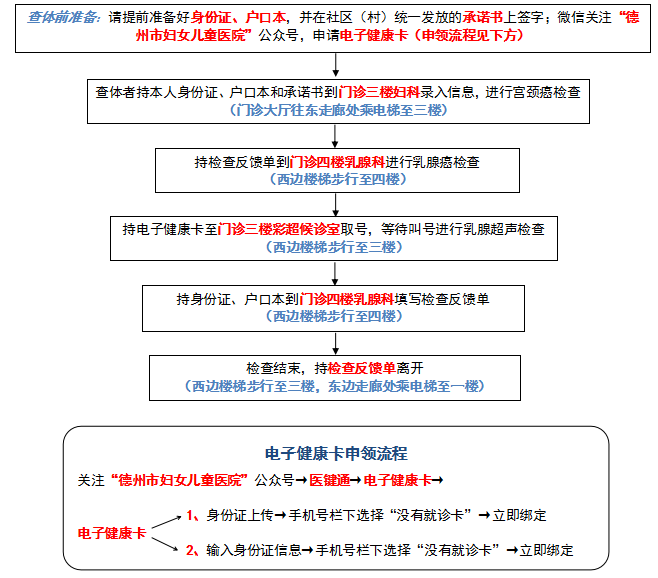 查体前准备：请提前准备好身份证、户口本，并在社区（村）统一发放的承诺书上签字；微信关注“德
州市妇女儿童医院”公众号，申请电子健康卡（申领流程见下方）
查体者持本人身份证、户口本和承诺书到门诊三楼妇科录入信息，进行宫颈癌检查
（门诊大厅往东走廊处乘电梯至三楼）
持检查反馈单到门诊四楼乳腺科进行乳腺癌检查
（西边楼梯步行至四楼）
持电子健康卡至门诊三楼彩超侯诊室取号，等待叫号进行乳腺超声检查
（西边楼梯步行至三楼）
持身份证、户口本到门诊四楼乳腺科填写检查反馈单
（西边楼梯步行至四楼）
检查结束，持检查反馈单离开
（西边楼梯步行至三楼，东边走廊处乘电梯至一楼）
电子健康卡申领流程
关注“德州市妇女儿童医院”公众号→医键通→电子健康卡→
电子健康卡
1、身份证上传→手机号栏下选择“没有就诊卡”→立即绑定
2、输入身份证信息→手机号栏下选择“没有就诊卡”→立即绑定